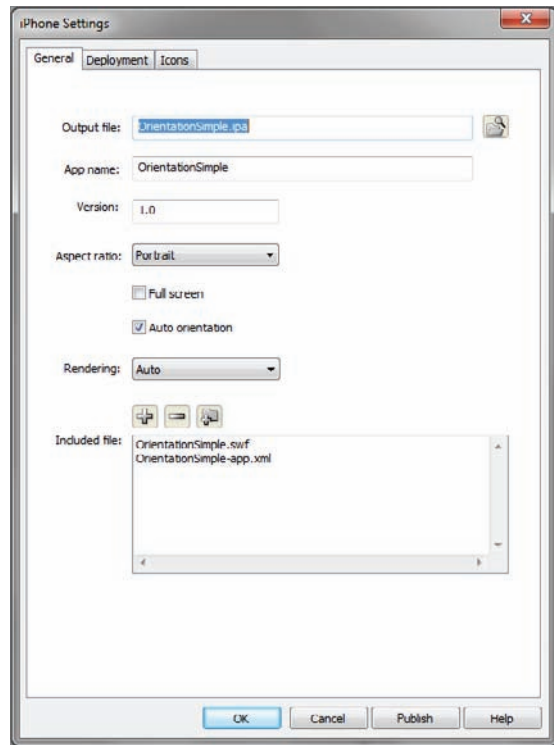 iPhone Settings
General Deployment Icons
Output file: OrientationSimple.ipa
App name: OrientationSimple
Version: 1.0
Aspect ratio: Portrait
Full screen
Auto orientation
Rendering: Auto
Included file: OrientationSimple.swf
OrientationSimple-app.xml
OK Cancel Publish Help